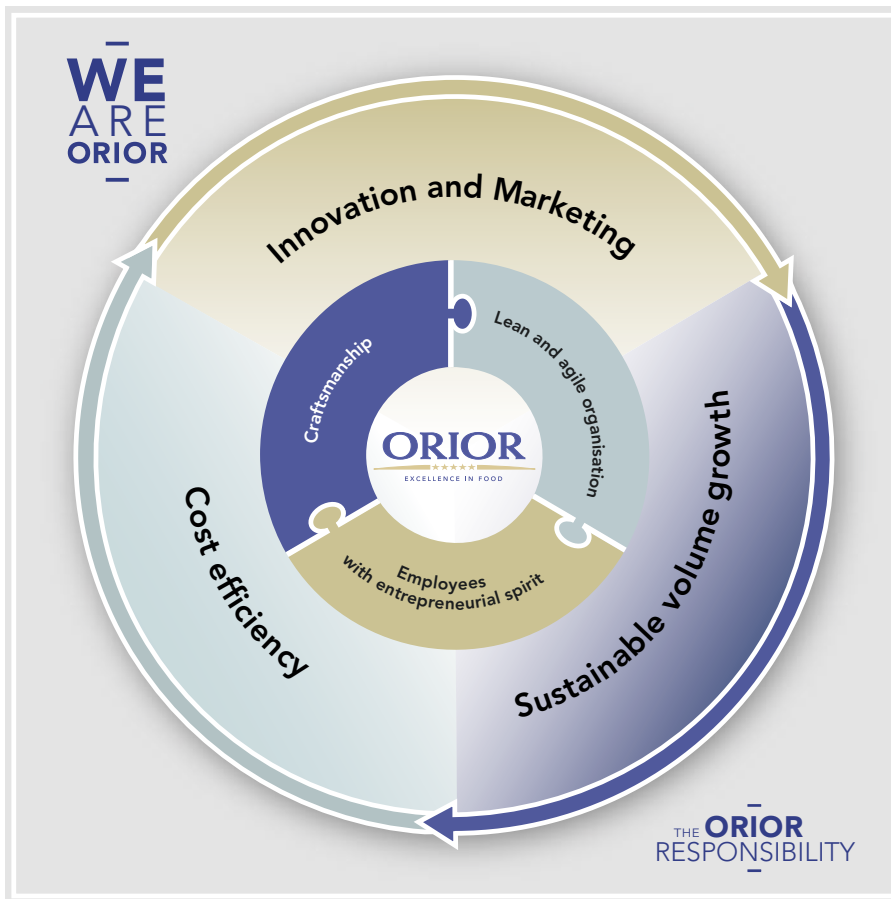 WE
ARE
ORIOR
Innovation and Marketing
Craftsmanship
Lean and agile organisation
ORIOR
EXCELLENCE IN FOOD
Employees
with entrepreneurial spirit
Cost efficiency
Sustainable volume growth
THE ORIOR
RESPONSIBILITY